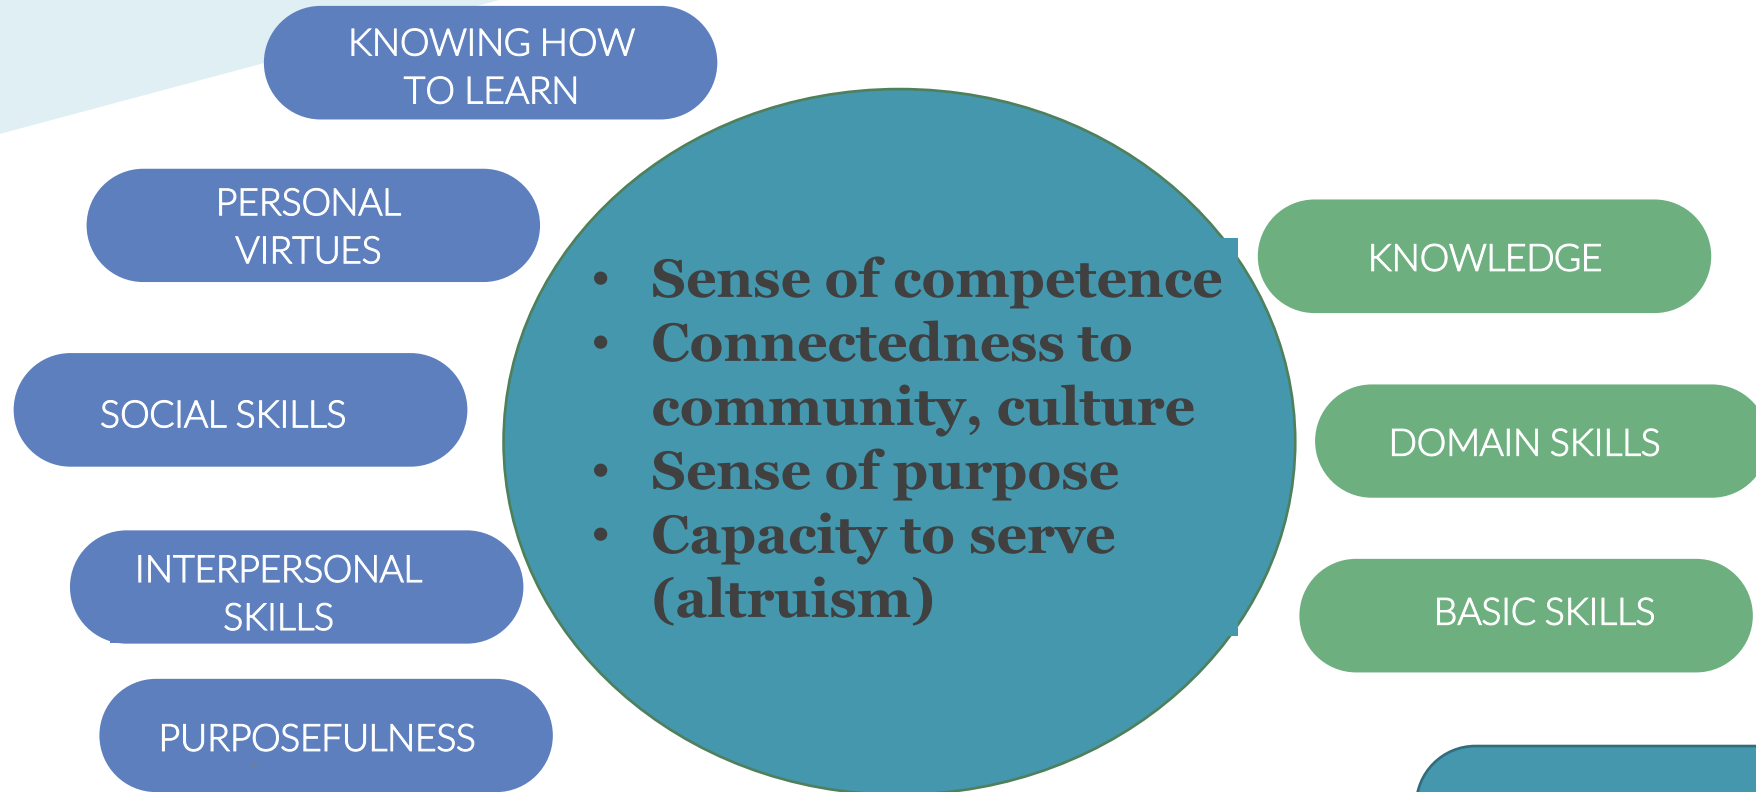 KNOWING HOW
TO LEARN
PERSONAL
VIRTUES
SOCIAL SKILLS
INTERPERSONAL
SKILLS
PURPOSEFULNESS
• Sense of competence
• Connectedness to
community, culture
• Sense of purpose
• Capacity to serve
(altruism)
KNOWLEDGE
DOMAIN SKILLS
BASIC SKILLS